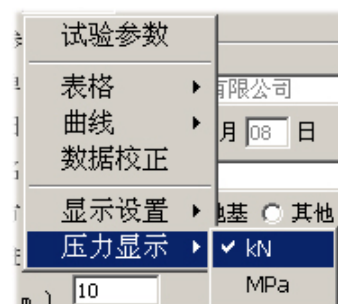 试验参数
表格
有限公司
曲线
月 08 日
数据校正
显示设置
地基 其他
压力显示
kN
10
MPa